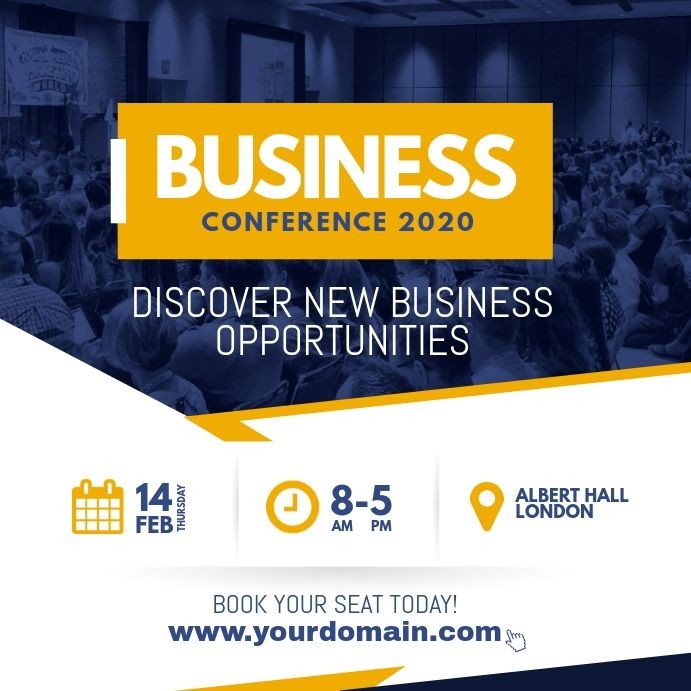 BUSINESS
CONFERENCE 2020
DISCOVER NEW BUSINESS
OPPORTUNITIES
14
FEB
THURSDAY
8-5
AM PM
ALBERT HALL
LONDON
BOOK YOUR SEAT TODAY!
www.yourdomain.com